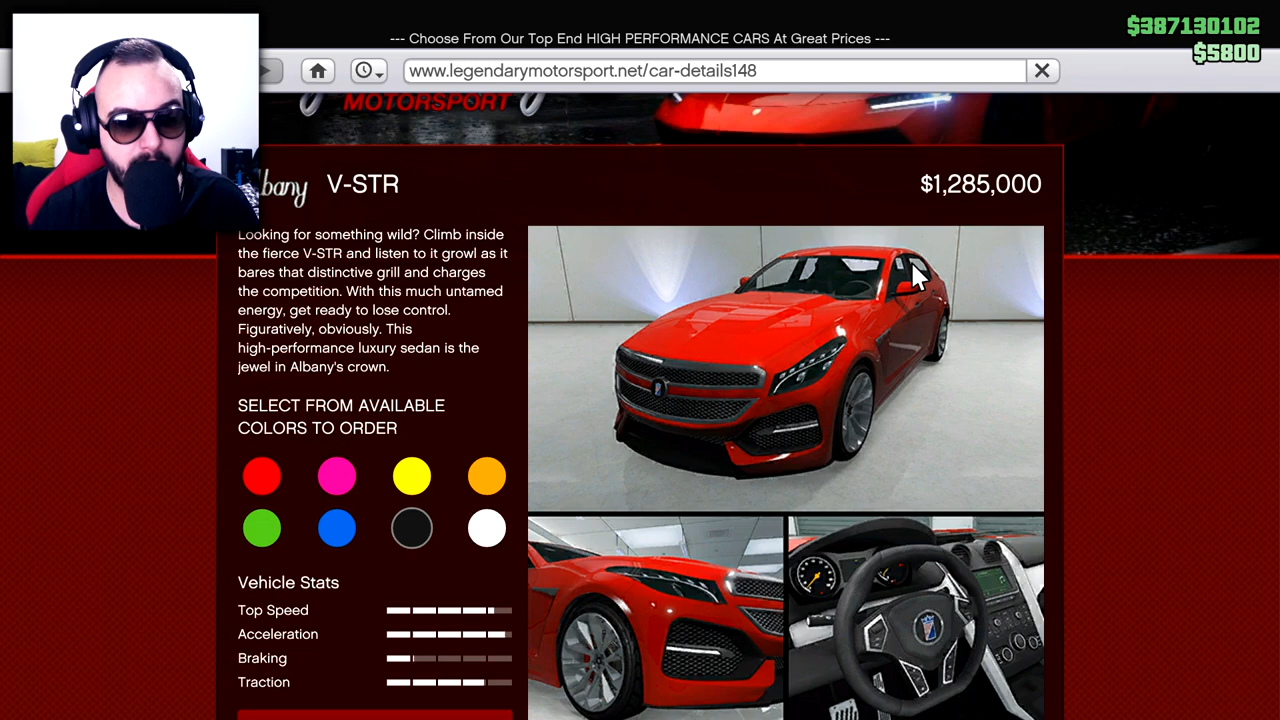 $387130102
--- Choose From Our Top End HIGH PERFORMANCE CARS At Great Prices ---
$5800
www.legendarymotorsport.net/car-details148
MOTORSPORT
V-STR
$1,285,000
Looking for something wild? Climb inside
the fierce V-STR and listen to it growl as it
bares that distinctive grill and charges
the competition. With this much untamed
energy, get ready to lose control.
Figuratively, obviously. This
high-performance luxury sedan is the
jewel in Albany's crown.
SELECT FROM AVAILABLE
COLORS TO ORDER
Vehicle Stats
Top Speed
Acceleration
Braking
Traction